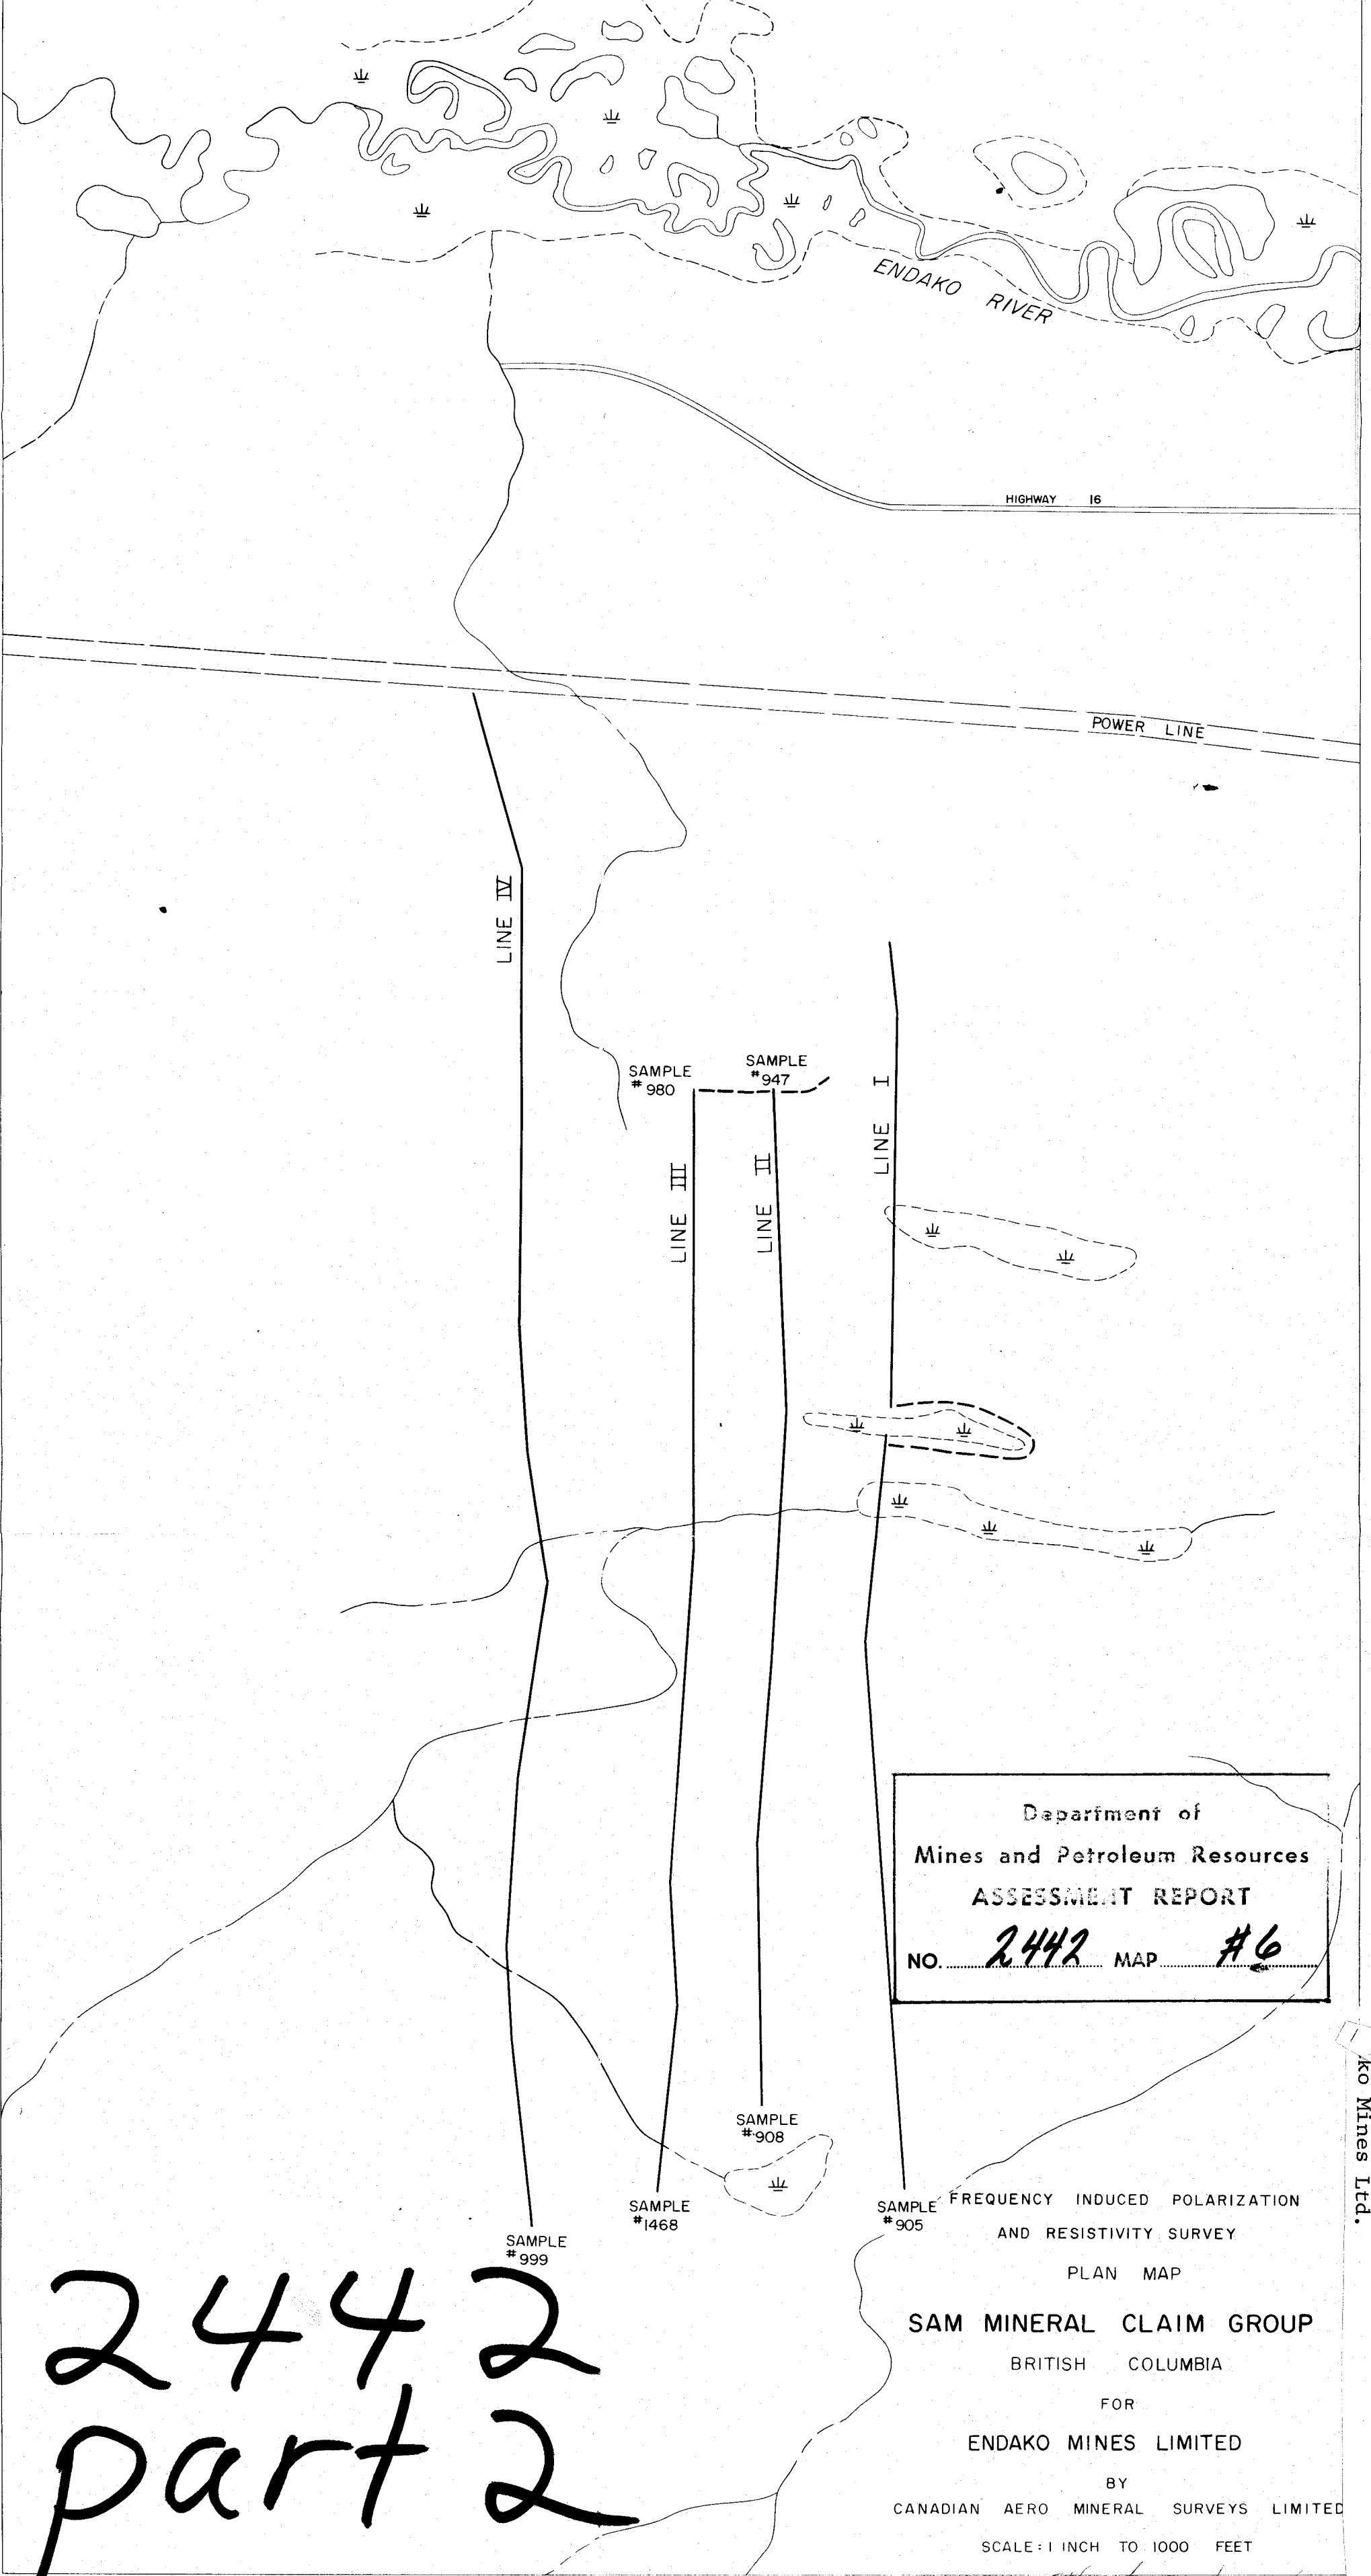 ENDAKO RIVER
HIGHWAY 16
POWER LINE
LINE IV
SAMPLE
# 980
SAMPLE
# 947
LINE I
LINE III
LINE II
Department of
Mines and Petroleum Resources
ASSESSMENT REPORT
NO. 2442 MAP #6
ko Mines Ltd.
SAMPLE
# 908
SAMPLE
#1468
SAMPLE
# 905
SAMPLE
# 999
FREQUENCY INDUCED POLARIZATION
AND RESISTIVITY SURVEY
PLAN MAP
SAM MINERAL CLAIM GROUP
BRITISH COLUMBIA
FOR
ENDAKO MINES LIMITED
BY
CANADIAN AERO MINERAL SURVEYS LIMITED
SCALE: 1 INCH TO 1000 FEET
2442
part 2